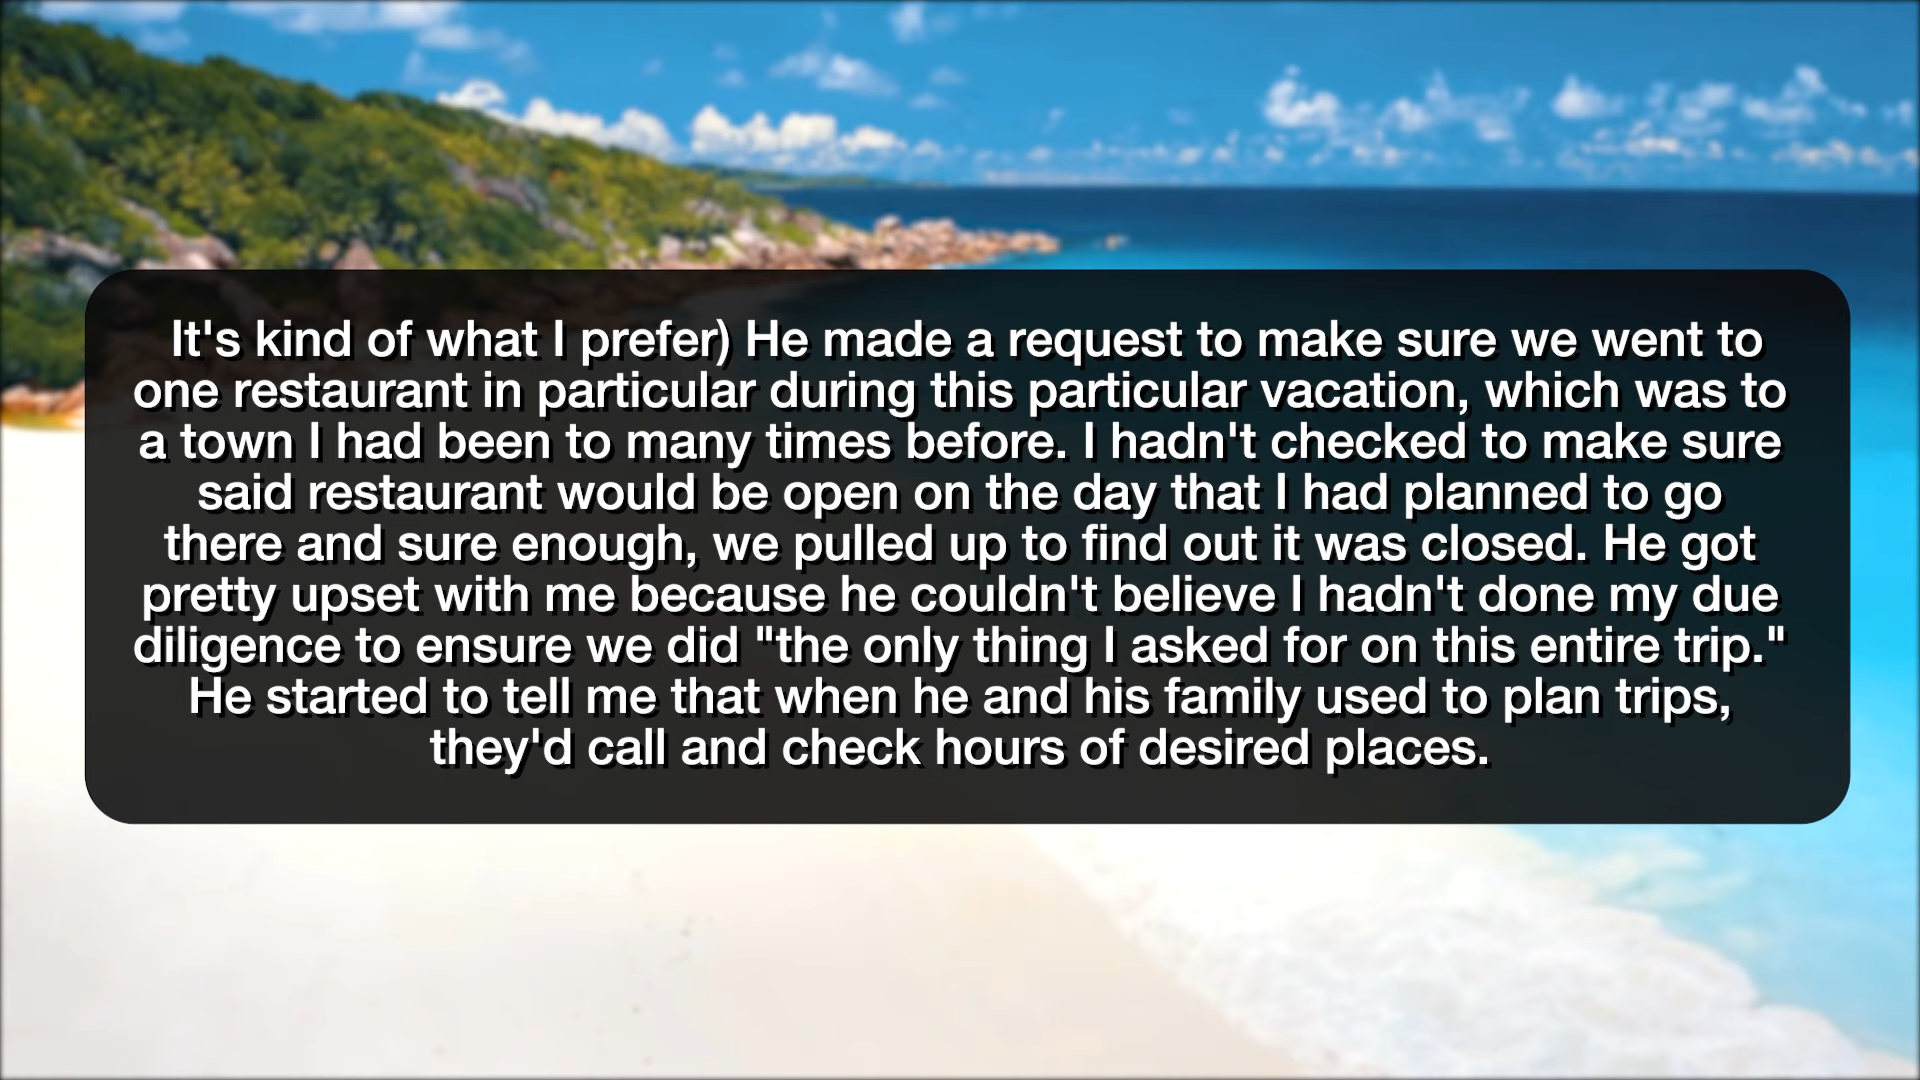 It's kind of what I prefer) He made a request to make sure we went to
one restaurant in particular during this particular vacation, which was to
a town I had been to many times before. I hadn't checked to make sure
said restaurant would be open on the day that I had planned to go
there and sure enough, we pulled up to find out it was closed. He got
pretty upset with me because he couldn't believe I hadn't done my due
diligence to ensure we did "the only thing I asked for on this entire trip."
He started to tell me that when he and his family used to plan trips,
they'd call and check hours of desired places.